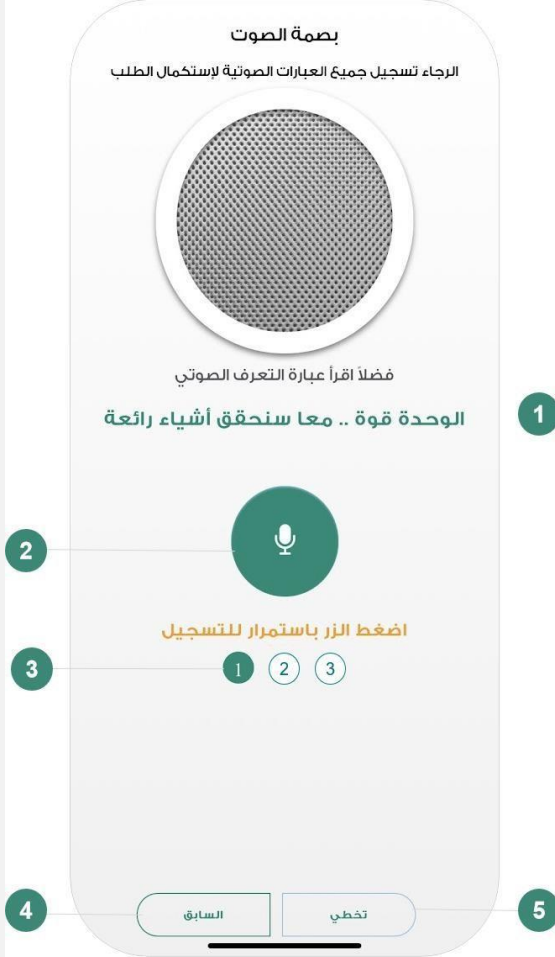 بصمة الصوت
الرجاء تسجيل جميع العبارات الصوتية لإستكمال الطلب
فضلاً اقرأ عبارة التعرف الصوتي
الوحدة قوة .. معا سنحقق أشياء رائعة
1
2
اضغط الزر باستمرار للتسجيل
3
1 2 3
4
السابق
تخطي
5